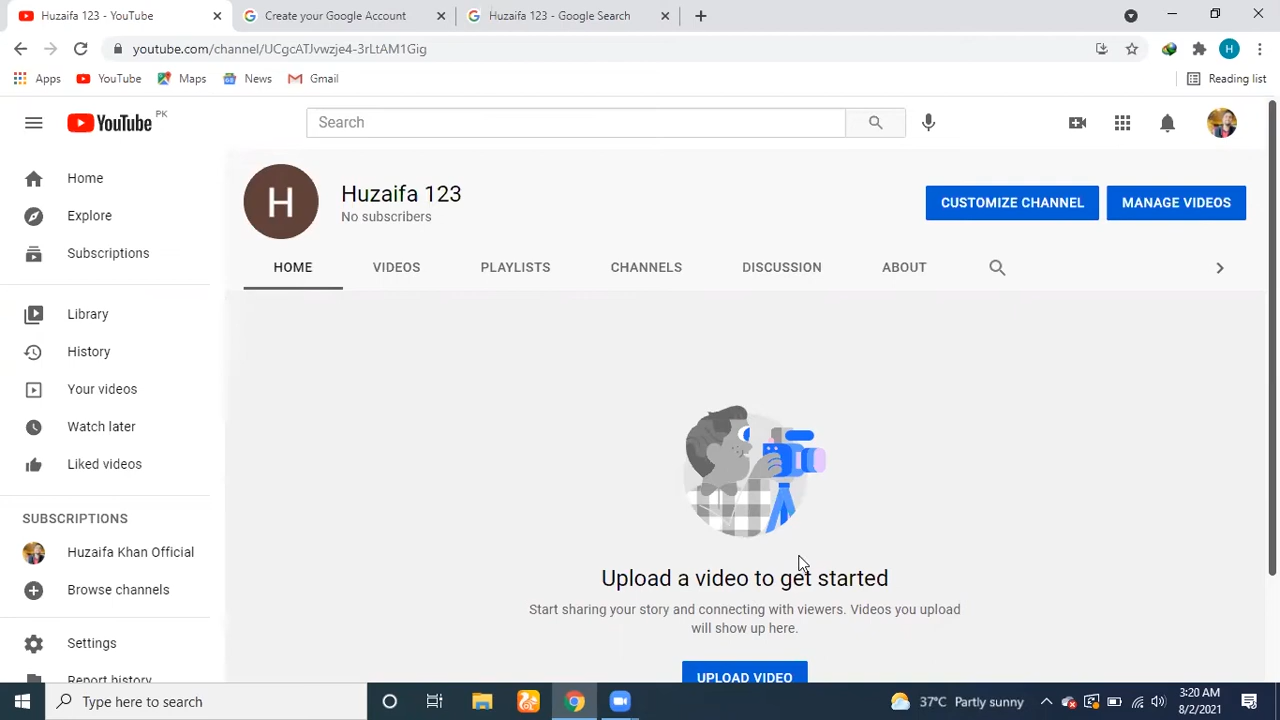 Huzaifa 123 - YouTube
Create your Google Account
Huzaifa 123 - Google Search
youtube.com/channel/UCgcATJvwzje4-3rLtAM1Gig
H
Apps
YouTube
Maps
News
Gmail
Reading list
YouTube PK
Search
Home
Explore
Subscriptions
Library
History
Your videos
Watch later
Liked videos
SUBSCRIPTIONS
Huzaifa Khan Official
Browse channels
Settings
Report history
H
Huzaifa 123
No subscribers
CUSTOMIZE CHANNEL
MANAGE VIDEOS
HOME
VIDEOS
PLAYLISTS
CHANNELS
DISCUSSION
ABOUT
Upload a video to get started
Start sharing your story and connecting with viewers. Videos you upload
will show up here.
UPLOAD VIDEO
Type here to search
37°C Partly sunny
3:20 AM
8/2/2021